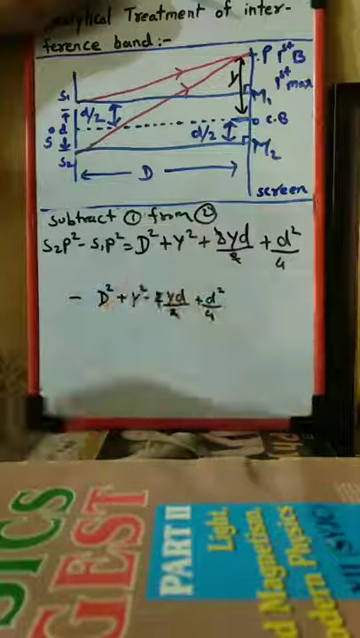 Analytical Treatment of inter-
ference band:-
P 1st B
1st max
Y
S1
M1
d/2
d
S
o
o C.B
d/2
S2
M2
D
screen
subtract ① from ②
S2P² - S1P² = D² + Y² + 2Yd/2 + d²/4
- D² + Y² - 2Yd/2 + d²/4
SICS
GEST
PART II
Light,
d Magnetism,
odern Physics